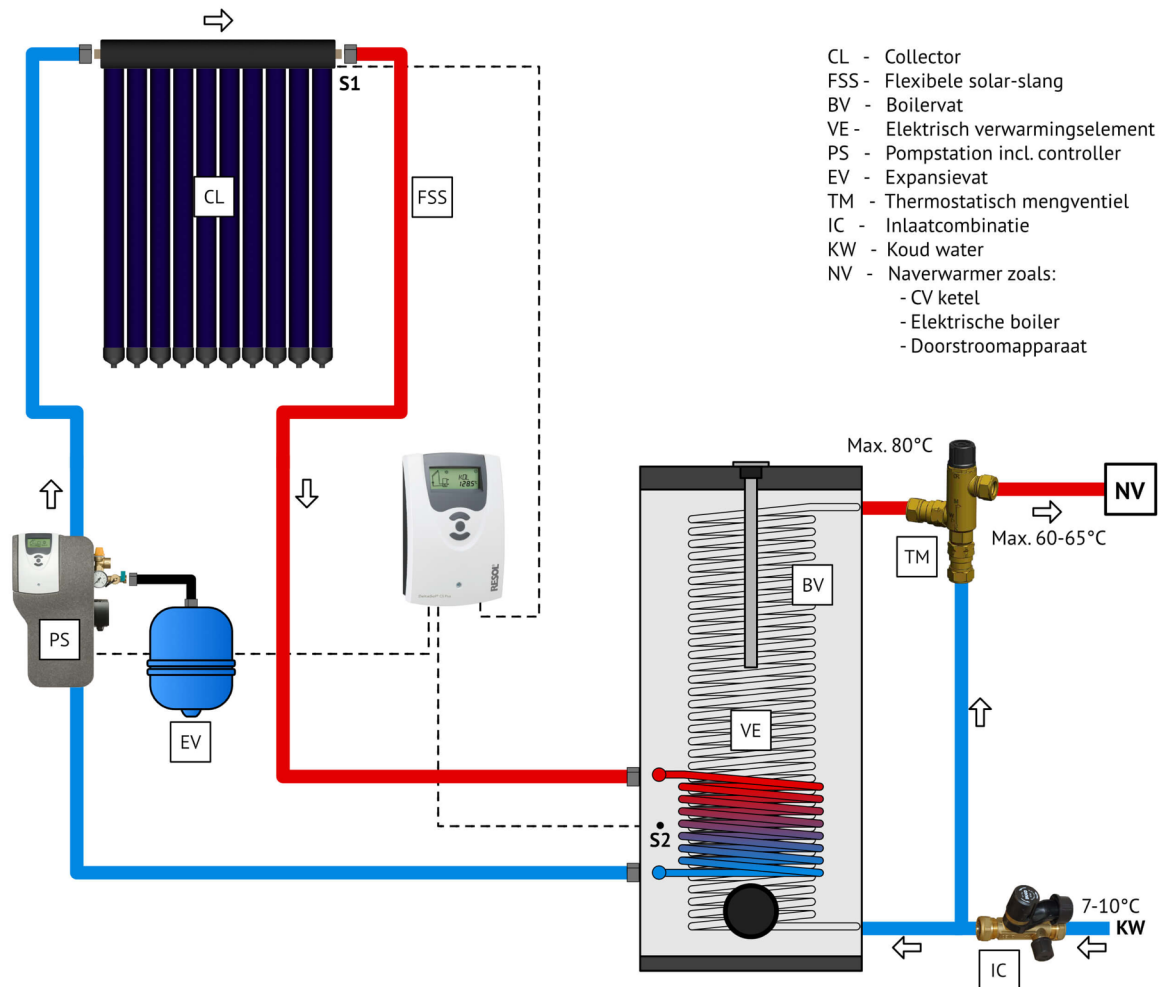 S1
CL
FSS
CL - Collector
FSS - Flexibele solar-slang
BV - Boilervat
VE - Elektrisch verwarmingselement
PS - Pompstation incl. controller
EV - Expansievat
TM - Thermostatisch mengventiel
IC - Inlaatcombinatie
KW - Koud water
NV - Naverwarmer zoals:
- CV ketel
- Elektrische boiler
- Doorstroomapparaat
Max. 80°C
NV
Max. 60-65°C
TM
BV
RESOL
PS
EV
VE
S2
7-10°C
KW
IC